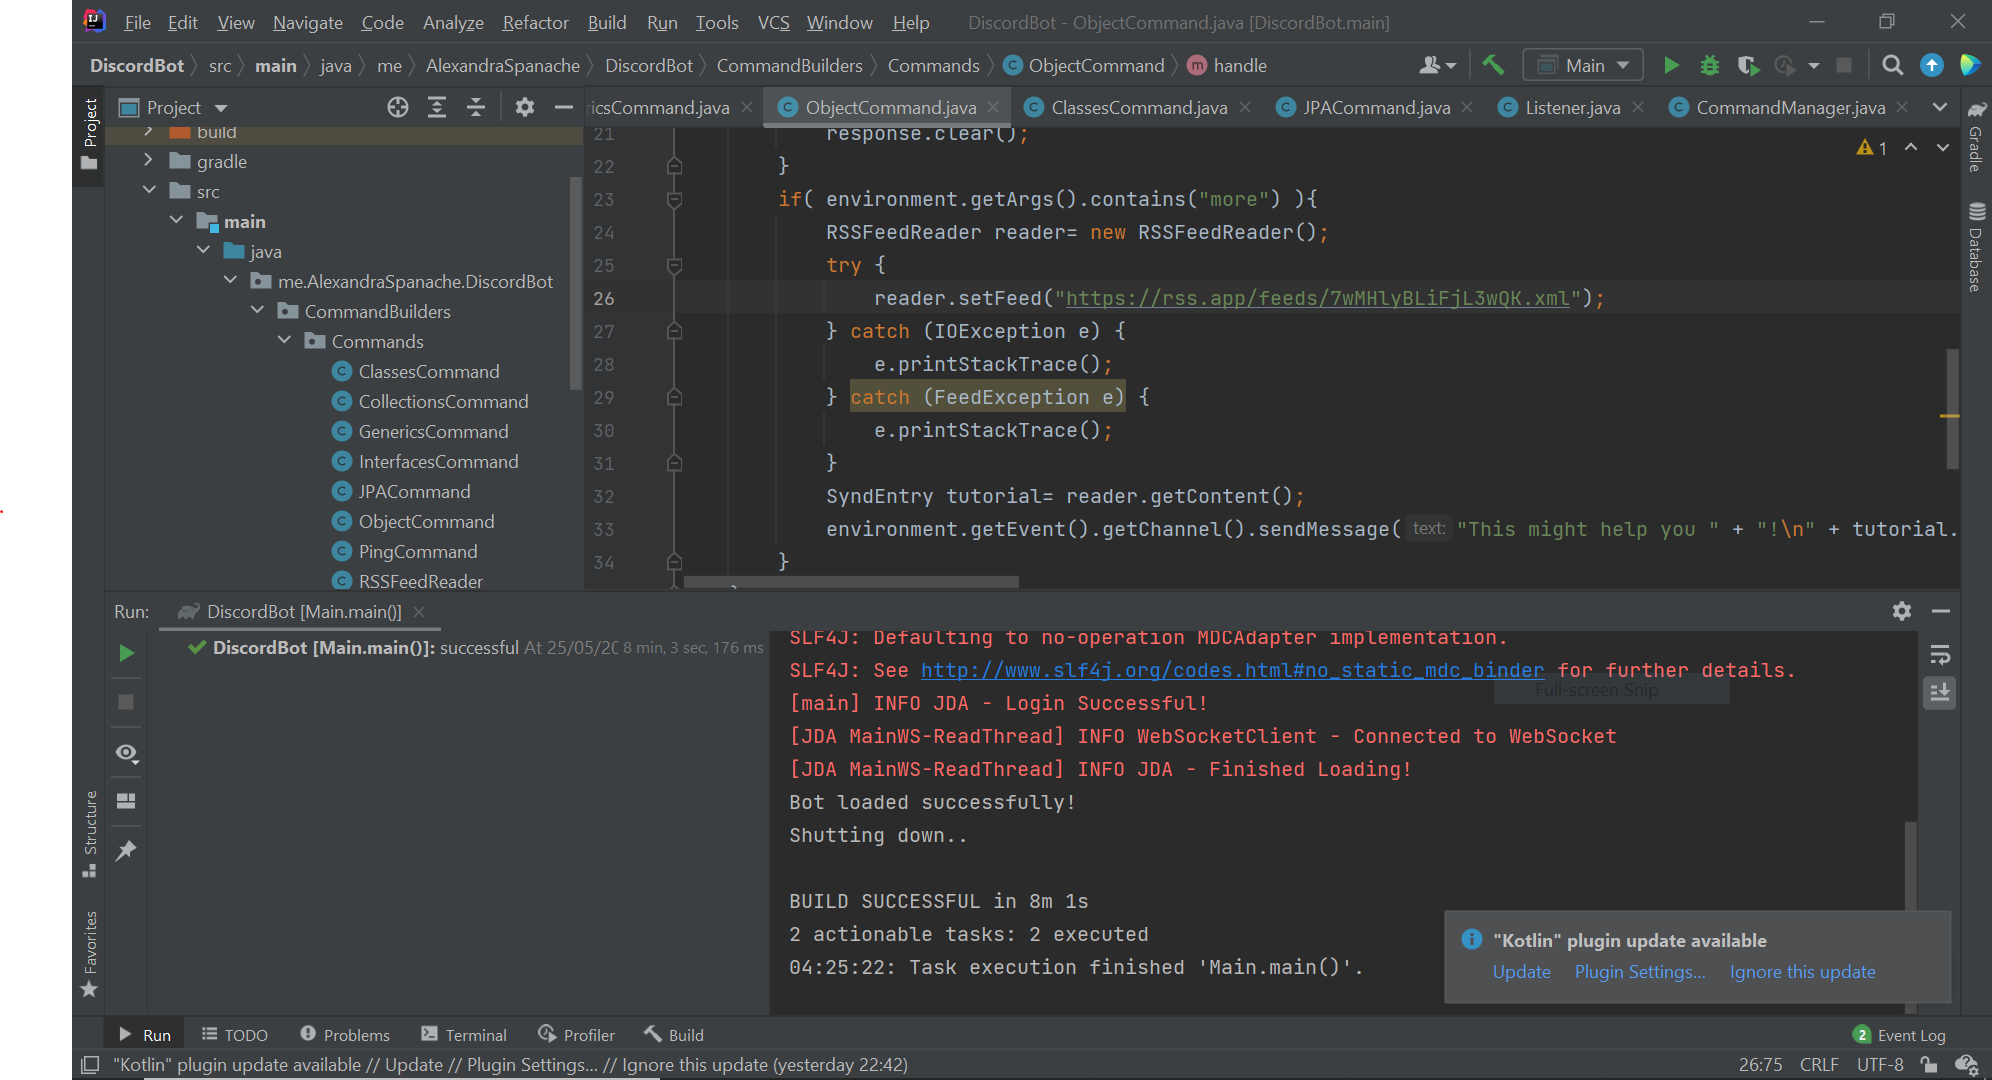 File Edit View Navigate Code Analyze Refactor Build Run Tools VCS Window Help DiscordBot - ObjectCommand.java [DiscordBot.main]
DiscordBot src main java me AlexandraSpanache DiscordBot CommandBuilders Commands ObjectCommand handle Main
Project
ricsCommand.java ObjectCommand.java ClassesCommand.java JPACommand.java Listener.java CommandManager.java
Project
build
gradle
src
main
java
me.AlexandraSpanache.DiscordBot
CommandBuilders
Commands
ClassesCommand
CollectionsCommand
GenericsCommand
InterfacesCommand
JPACommand
ObjectCommand
PingCommand
RSSFeedReader
21 response.clear();
22 }
23 if( environment.getArgs().contains("more") ){
24 RSSFeedReader reader= new RSSFeedReader();
25 try {
26 reader.setFeed("https://rss.app/feeds/7wMHlyBLiFjL3wQK.xml");
27 } catch (IOException e) {
28 e.printStackTrace();
29 } catch (FeedException e) {
30 e.printStackTrace();
31 }
32 SyndEntry tutorial= reader.getContent();
33 environment.getEvent().getChannel().sendMessage( text: "This might help you " + "!\n" + tutorial.
34 }
1
Gradle
Database
Run: DiscordBot [Main.main()]
DiscordBot [Main.main()]: successful At 25/05/20 8 min, 3 sec, 176 ms
SLF4J: Defaulting to no-operation MDCAdapter implementation.
SLF4J: See http://www.slf4j.org/codes.html#no_static_mdc_binder for further details.
Full-screen Snip
[main] INFO JDA - Login Successful!
[JDA MainWS-ReadThread] INFO WebSocketClient - Connected to WebSocket
[JDA MainWS-ReadThread] INFO JDA - Finished Loading!
Bot loaded successfully!
Shutting down..
BUILD SUCCESSFUL in 8m 1s
2 actionable tasks: 2 executed
04:25:22: Task execution finished 'Main.main()'.
"Kotlin" plugin update available
Update Plugin Settings... Ignore this update
Structure
Favorites
Run TODO Problems Terminal Profiler Build 2 Event Log
"Kotlin" plugin update available // Update // Plugin Settings... // Ignore this update (yesterday 22:42) 26:75 CRLF UTF-8